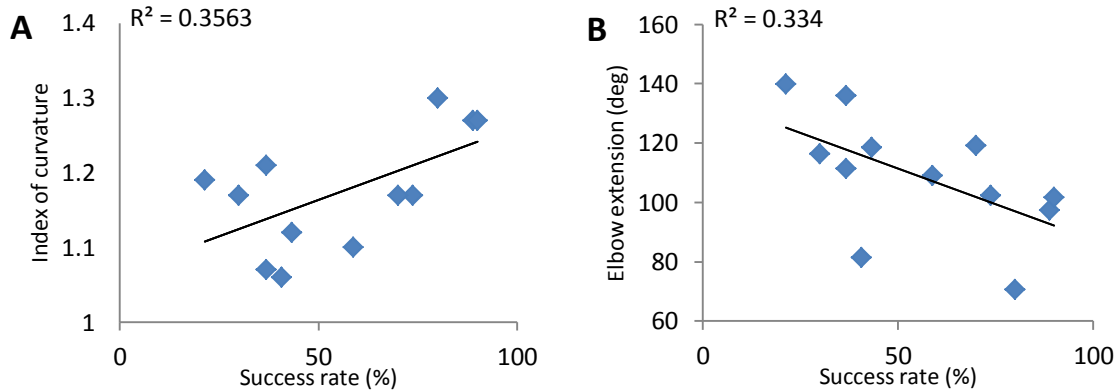 A
R² = 0.3563
Index of curvature
1.4
1.3
1.2
1.1
1
0
50
100
Success rate (%)
B
R² = 0.334
Elbow extension (deg)
160
140
120
100
80
60
0
50
100
Success rate (%)